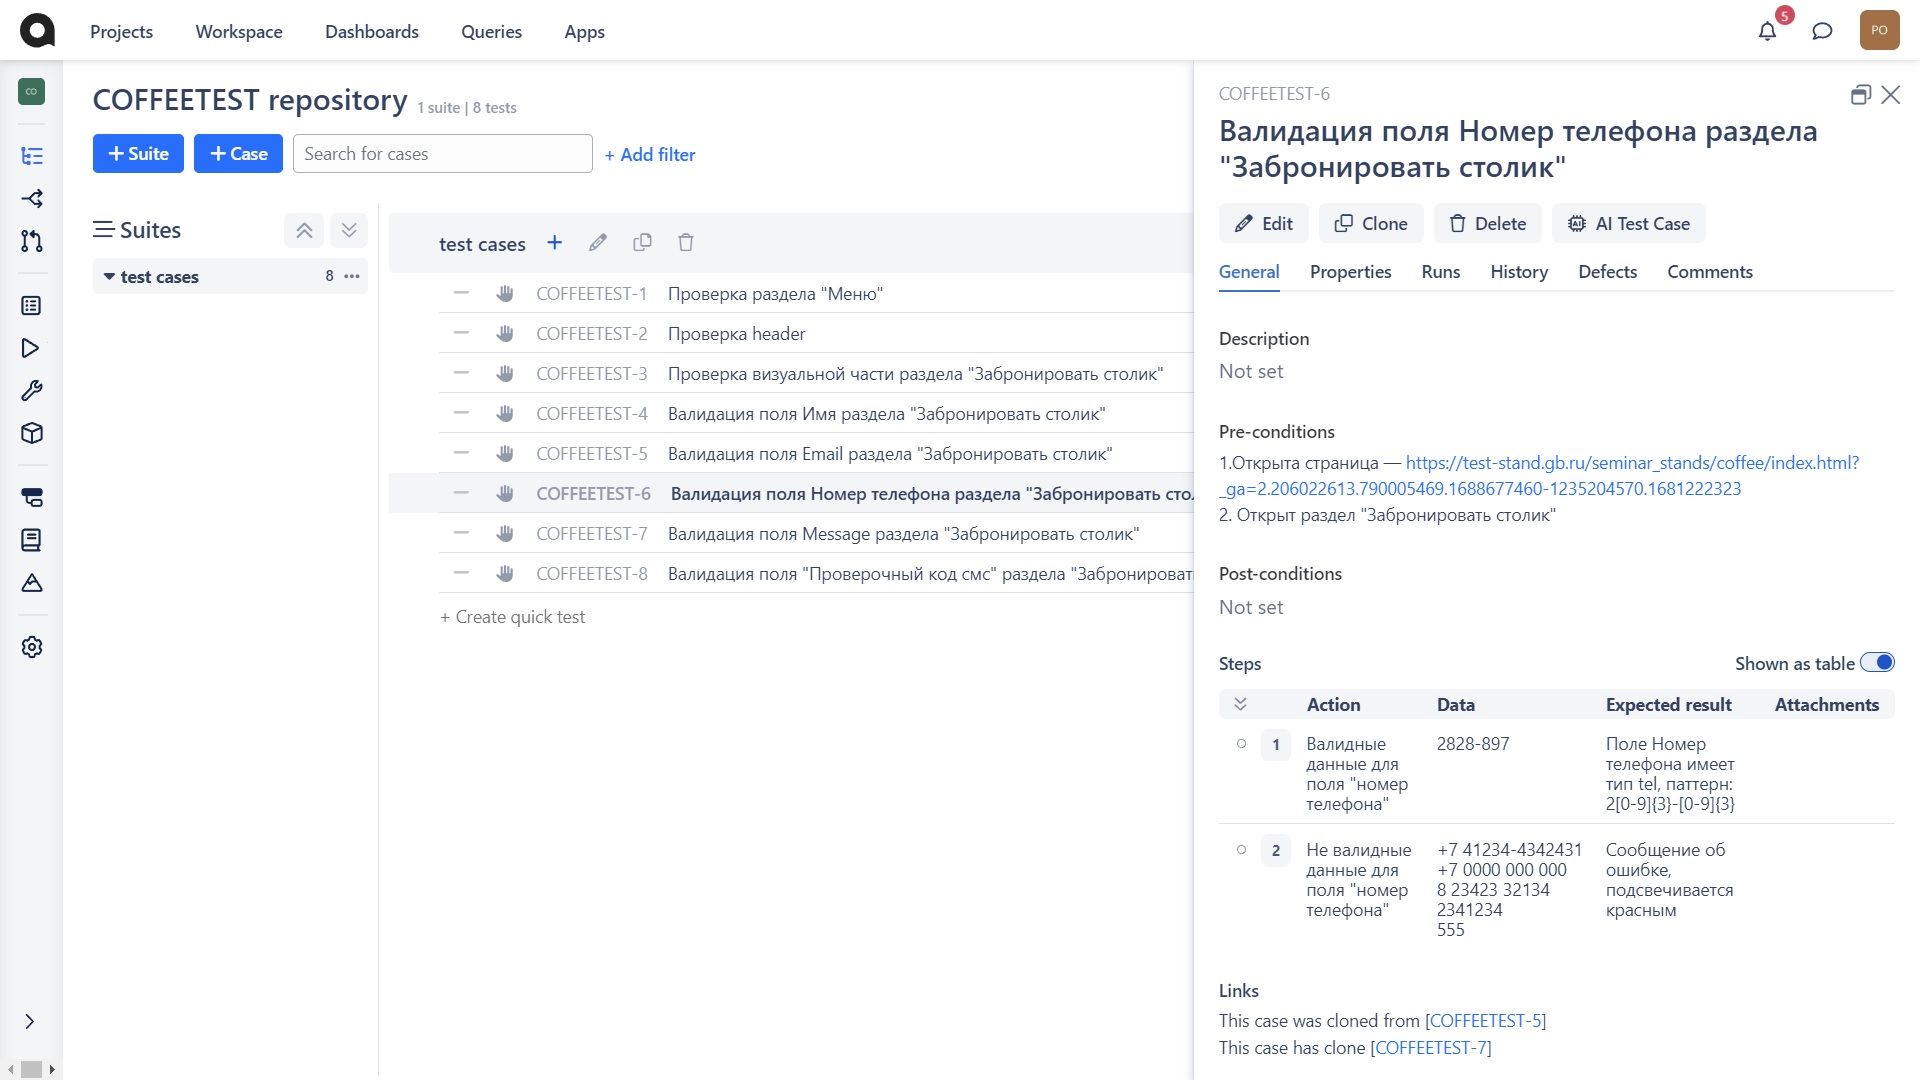 Projects
Workspace
Dashboards
Queries
Apps
5
PO
CO
COFFEETEST repository
1 suite | 8 tests
+ Suite
+ Case
Search for cases
+ Add filter
Suites
test cases
8
test cases
COFFEETEST-1 Проверка раздела "Меню"
COFFEETEST-2 Проверка header
COFFEETEST-3 Проверка визуальной части раздела "Забронировать столик"
COFFEETEST-4 Валидация поля Имя раздела "Забронировать столик"
COFFEETEST-5 Валидация поля Email раздела "Забронировать столик"
COFFEETEST-6 Валидация поля Номер телефона раздела "Забронировать сто
COFFEETEST-7 Валидация поля Message раздела "Забронировать столик"
COFFEETEST-8 Валидация поля "Проверочный код смс" раздела "Забронироват
+ Create quick test
COFFEETEST-6
Валидация поля Номер телефона раздела
"Забронировать столик"
Edit
Clone
Delete
AI Test Case
General
Properties
Runs
History
Defects
Comments
Description
Not set
Pre-conditions
1.Открыта страница — https://test-stand.gb.ru/seminar_stands/coffee/index.html?
_ga=2.206022613.790005469.1688677460-1235204570.1681222323
2. Открыт раздел "Забронировать столик"
Post-conditions
Not set
Steps
Shown as table
Action
Data
Expected result
Attachments
1
Валидные
данные для
поля "номер
телефона"
2828-897
Поле Номер
телефона имеет
тип tel, паттерн:
2[0-9]{3}-[0-9]{3}
2
Не валидные
данные для
поля "номер
телефона"
+7 41234-4342431
+7 0000 000 000
8 23423 32134
2341234
555
Сообщение об
ошибке,
подсвечивается
красным
Links
This case was cloned from [COFFEETEST-5]
This case has clone [COFFEETEST-7]